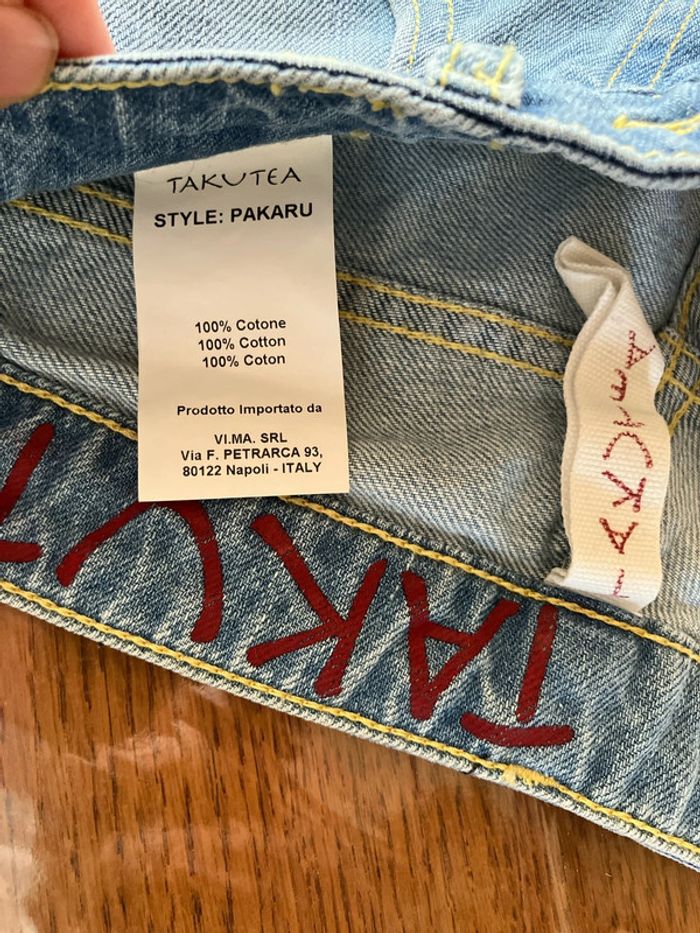 TAKUTEA
STYLE: PAKARU
100% Cotone
100% Cotton
100% Coton
Prodotto Importato da
VI.MA. SRL
Via F. PETRARCA 93,
80122 Napoli - ITALY
TAKUT